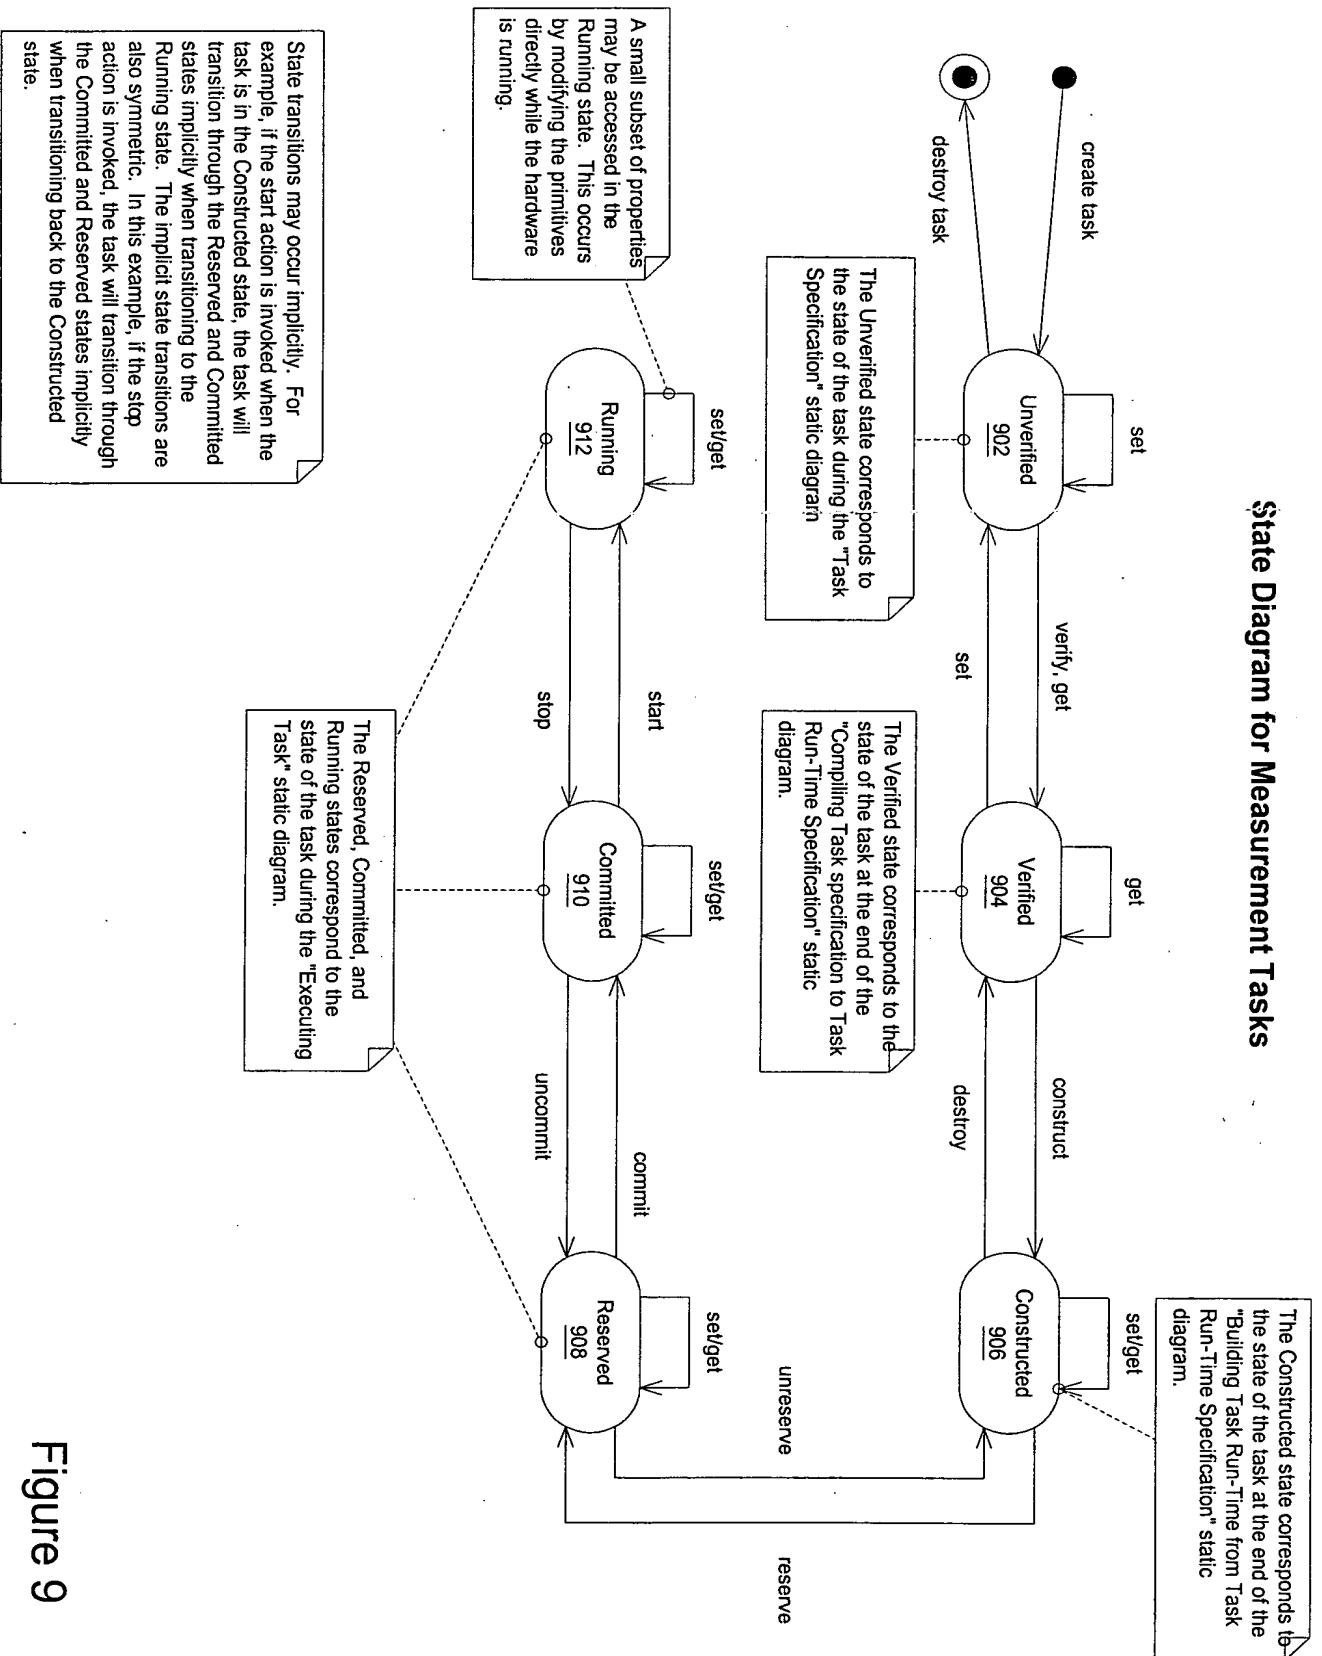 State Diagram for Measurement Tasks
create task
destroy task
set
Unverified
902
verify, get
set
get
Verified
904
construct
destroy
set/get
Constructed
906
The Constructed state corresponds to
the state of the task at the end of the
"Building Task Run-Time from Task
Run-Time Specification" static
diagram.
The Unverified state corresponds to
the state of the task during the "Task
Specification" static diagram
The Verified state corresponds to the
state of the task at the end of the
"Compiling Task specification to Task
Run-Time Specification" static
diagram.
unreserve
reserve
A small subset of properties
may be accessed in the
Running state. This occurs
by modifying the primitives
directly while the hardware
is running.
set/get
Running
912
start
stop
set/get
Committed
910
commit
uncommit
set/get
Reserved
908
The Reserved, Committed, and
Running states correspond to the
state of the task during the "Executing
Task" static diagram.
State transitions may occur implicitly. For
example, if the start action is invoked when the
task is in the Constructed state, the task will
transition through the Reserved and Committed
states implicitly when transitioning to the
Running state. The implicit state transitions are
also symmetric. In this example, if the stop
action is invoked, the task will transition through
the Committed and Reserved states implicitly
when transitioning back to the Constructed
state.
Figure 9